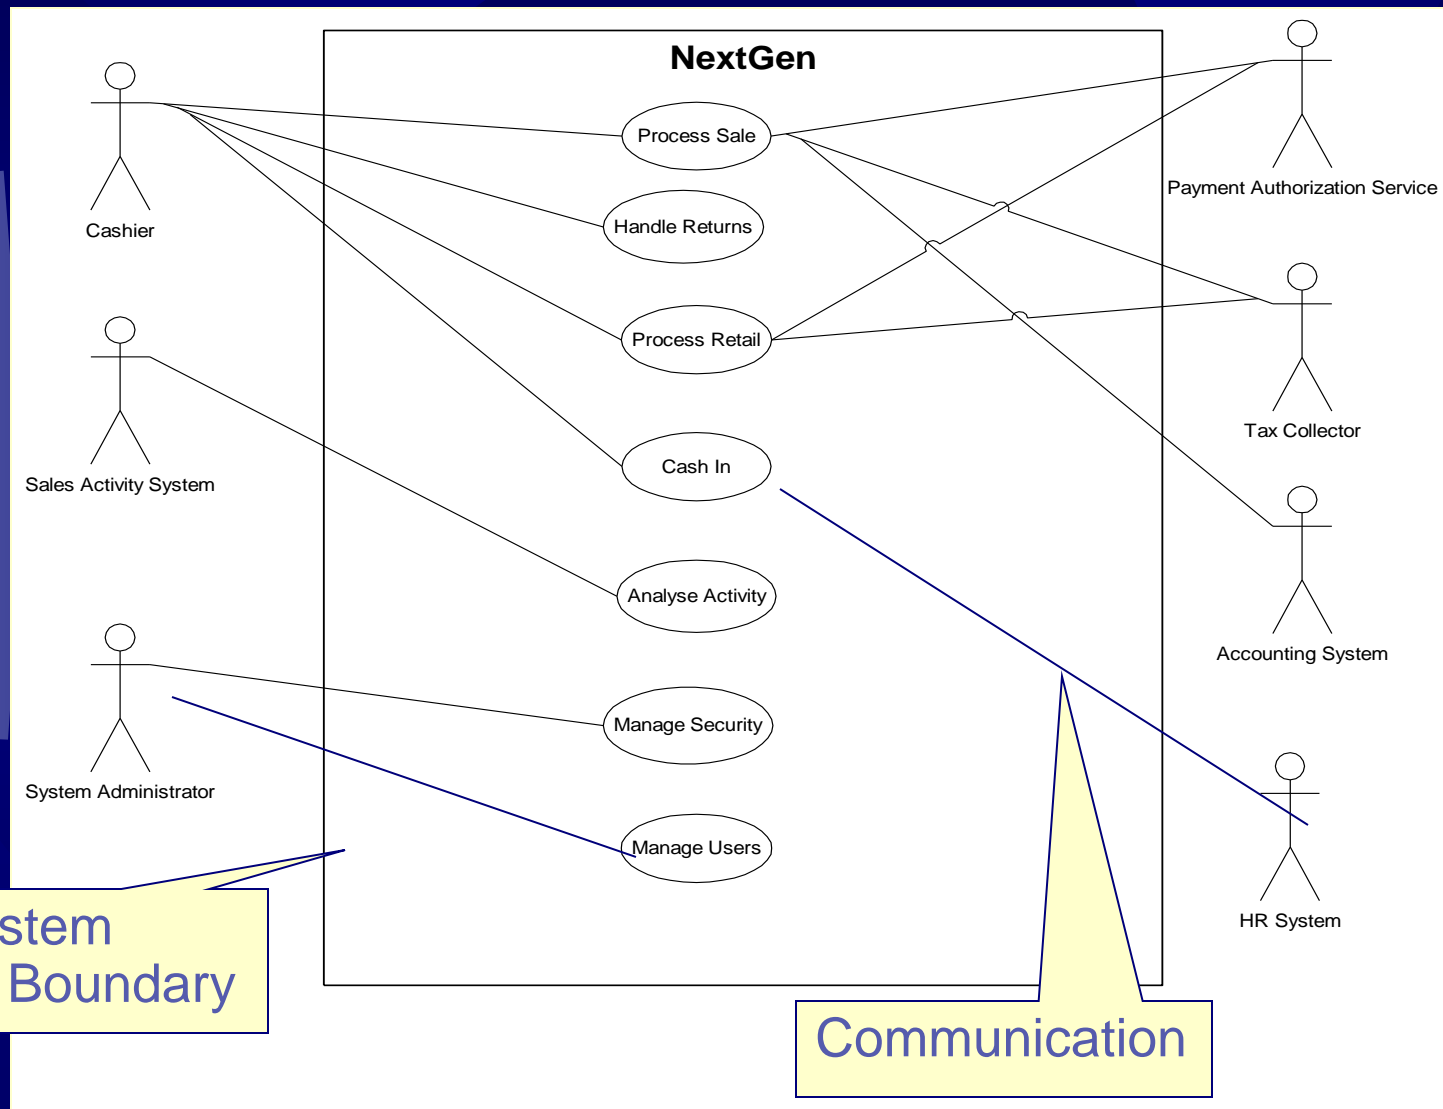 NextGen
Cashier
Sales Activity System
System Administrator
Process Sale
Handle Returns
Process Retail
Cash In
Analyse Activity
Manage Security
Manage Users
Payment Authorization Service
Tax Collector
Accounting System
HR System
stem
Boundary
Communication